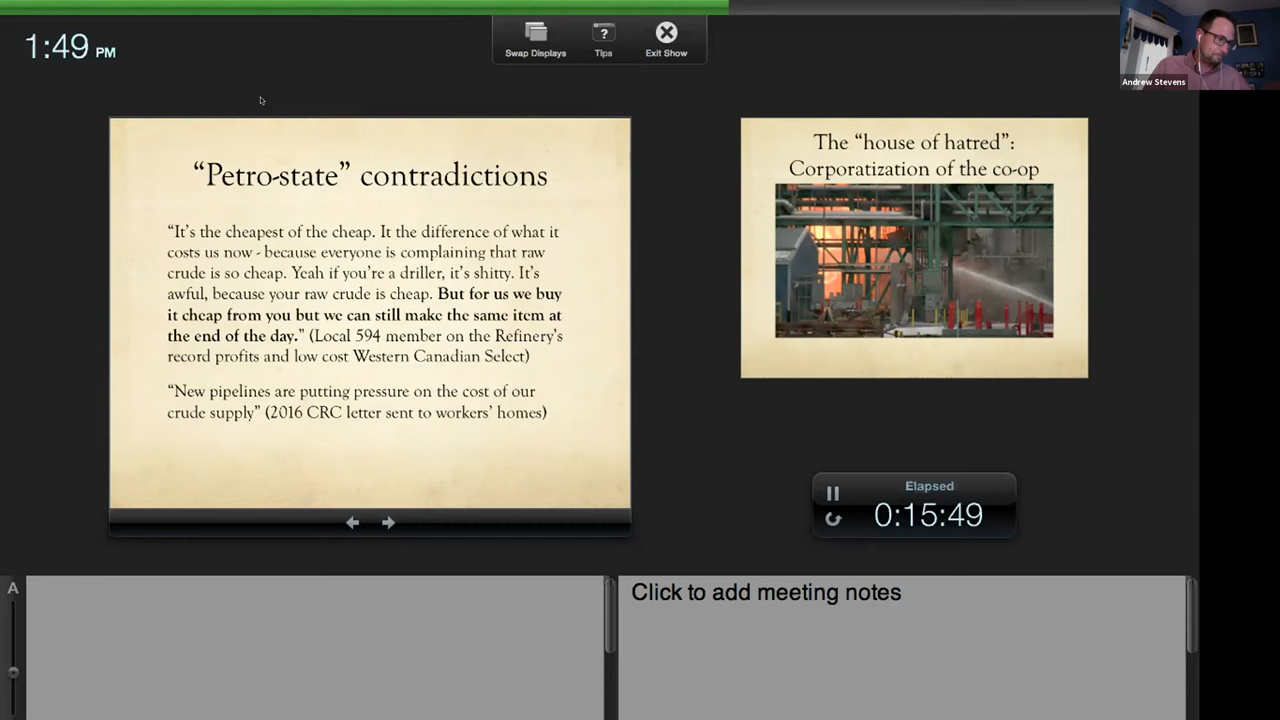 1:49 PM
Swap Displays
Tips
Exit Show
Andrew Stevens
“Petro-state” contradictions
“It’s the cheapest of the cheap. It the difference of what it
costs us now - because everyone is complaining that raw
crude is so cheap. Yeah if you’re a driller, it’s shitty. It’s
awful, because your raw crude is cheap. But for us we buy
it cheap from you but we can still make the same item at
the end of the day.” (Local 594 member on the Refinery’s
record profits and low cost Western Canadian Select)
“New pipelines are putting pressure on the cost of our
crude supply” (2016 CRC letter sent to workers’ homes)
The “house of hatred”:
Corporatization of the co-op
Elapsed
0:15:49
A
Click to add meeting notes